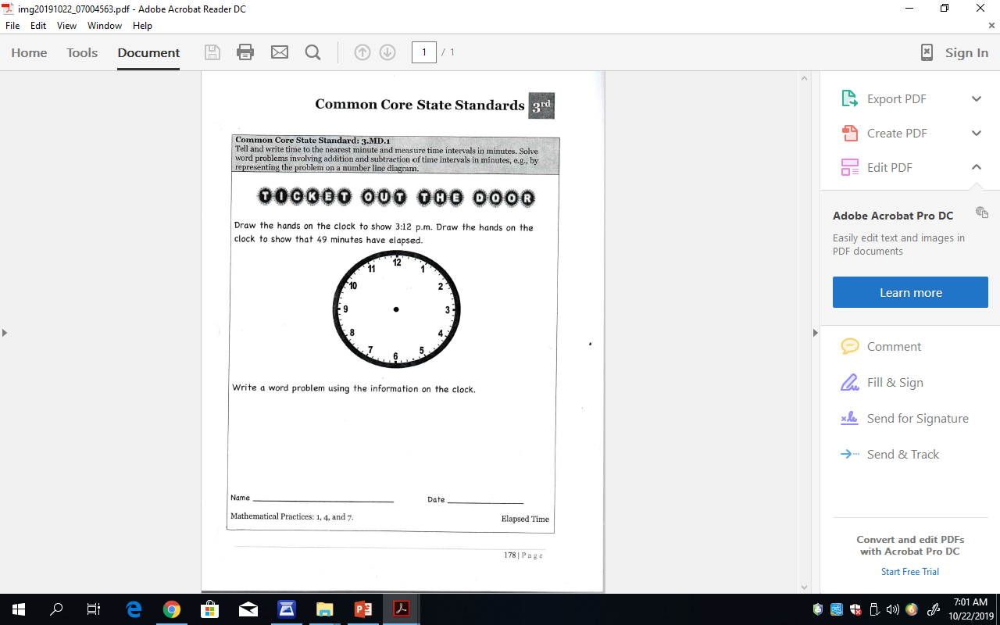 img20191022_07004563.pdf - Adobe Acrobat Reader DC
File Edit View Window Help
Home Tools Document 1 / 1 Sign In
Common Core State Standards 3rd
Common Core State Standard: 3.MD.1
Tell and write time to the nearest minute and measure time intervals in minutes. Solve
word problems involving addition and subtraction of time intervals in minutes, e.g., by
representing the problem on a number line diagram.
TICKET OUT THE DOOR
Draw the hands on the clock to show 3:12 p.m. Draw the hands on the
clock to show that 49 minutes have elapsed.
12
11 1
10 2
9 3
8 4
7 5
6
Write a word problem using the information on the clock.
Name Date
Mathematical Practices: 1, 4, and 7. Elapsed Time
178 | Page
Export PDF
Create PDF
Edit PDF
Adobe Acrobat Pro DC
Easily edit text and images in
PDF documents
Learn more
Comment
Fill & Sign
Send for Signature
Send & Track
Convert and edit PDFs
with Acrobat Pro DC
Start Free Trial
7:01 AM
10/22/2019